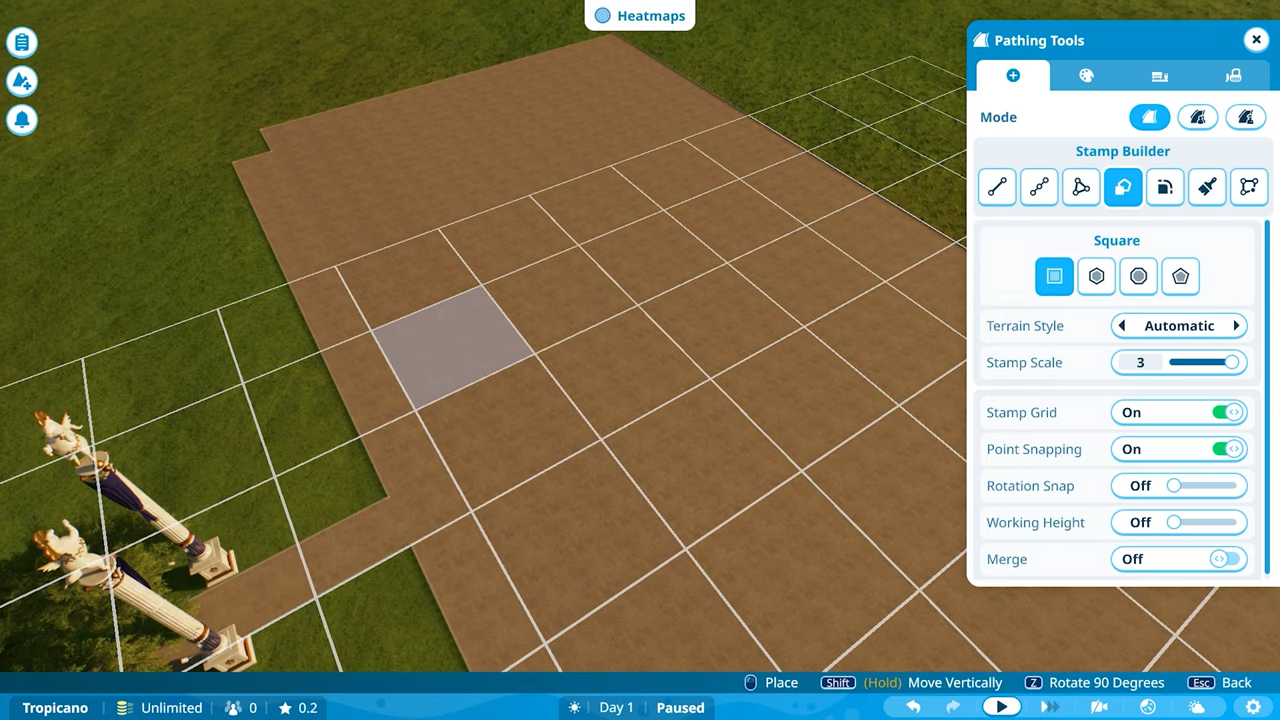 Heatmaps
Pathing Tools
Mode
Stamp Builder
Square
Terrain Style
Automatic
Stamp Scale
3
Stamp Grid
On
Point Snapping
On
Rotation Snap
Off
Working Height
Off
Merge
Off
Place
Shift
(Hold) Move Vertically
Z
Rotate 90 Degrees
Esc
Back
Tropicano
Unlimited
0
0.2
Day 1
Paused